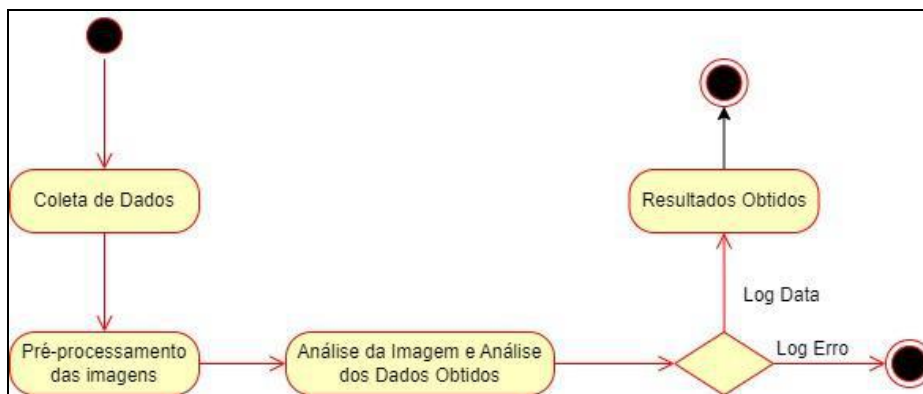 Coleta de Dados
Resultados Obtidos
Log Data
Pré-processamento
das imagens
Análise da Imagem e Análise
dos Dados Obtidos
Log Erro